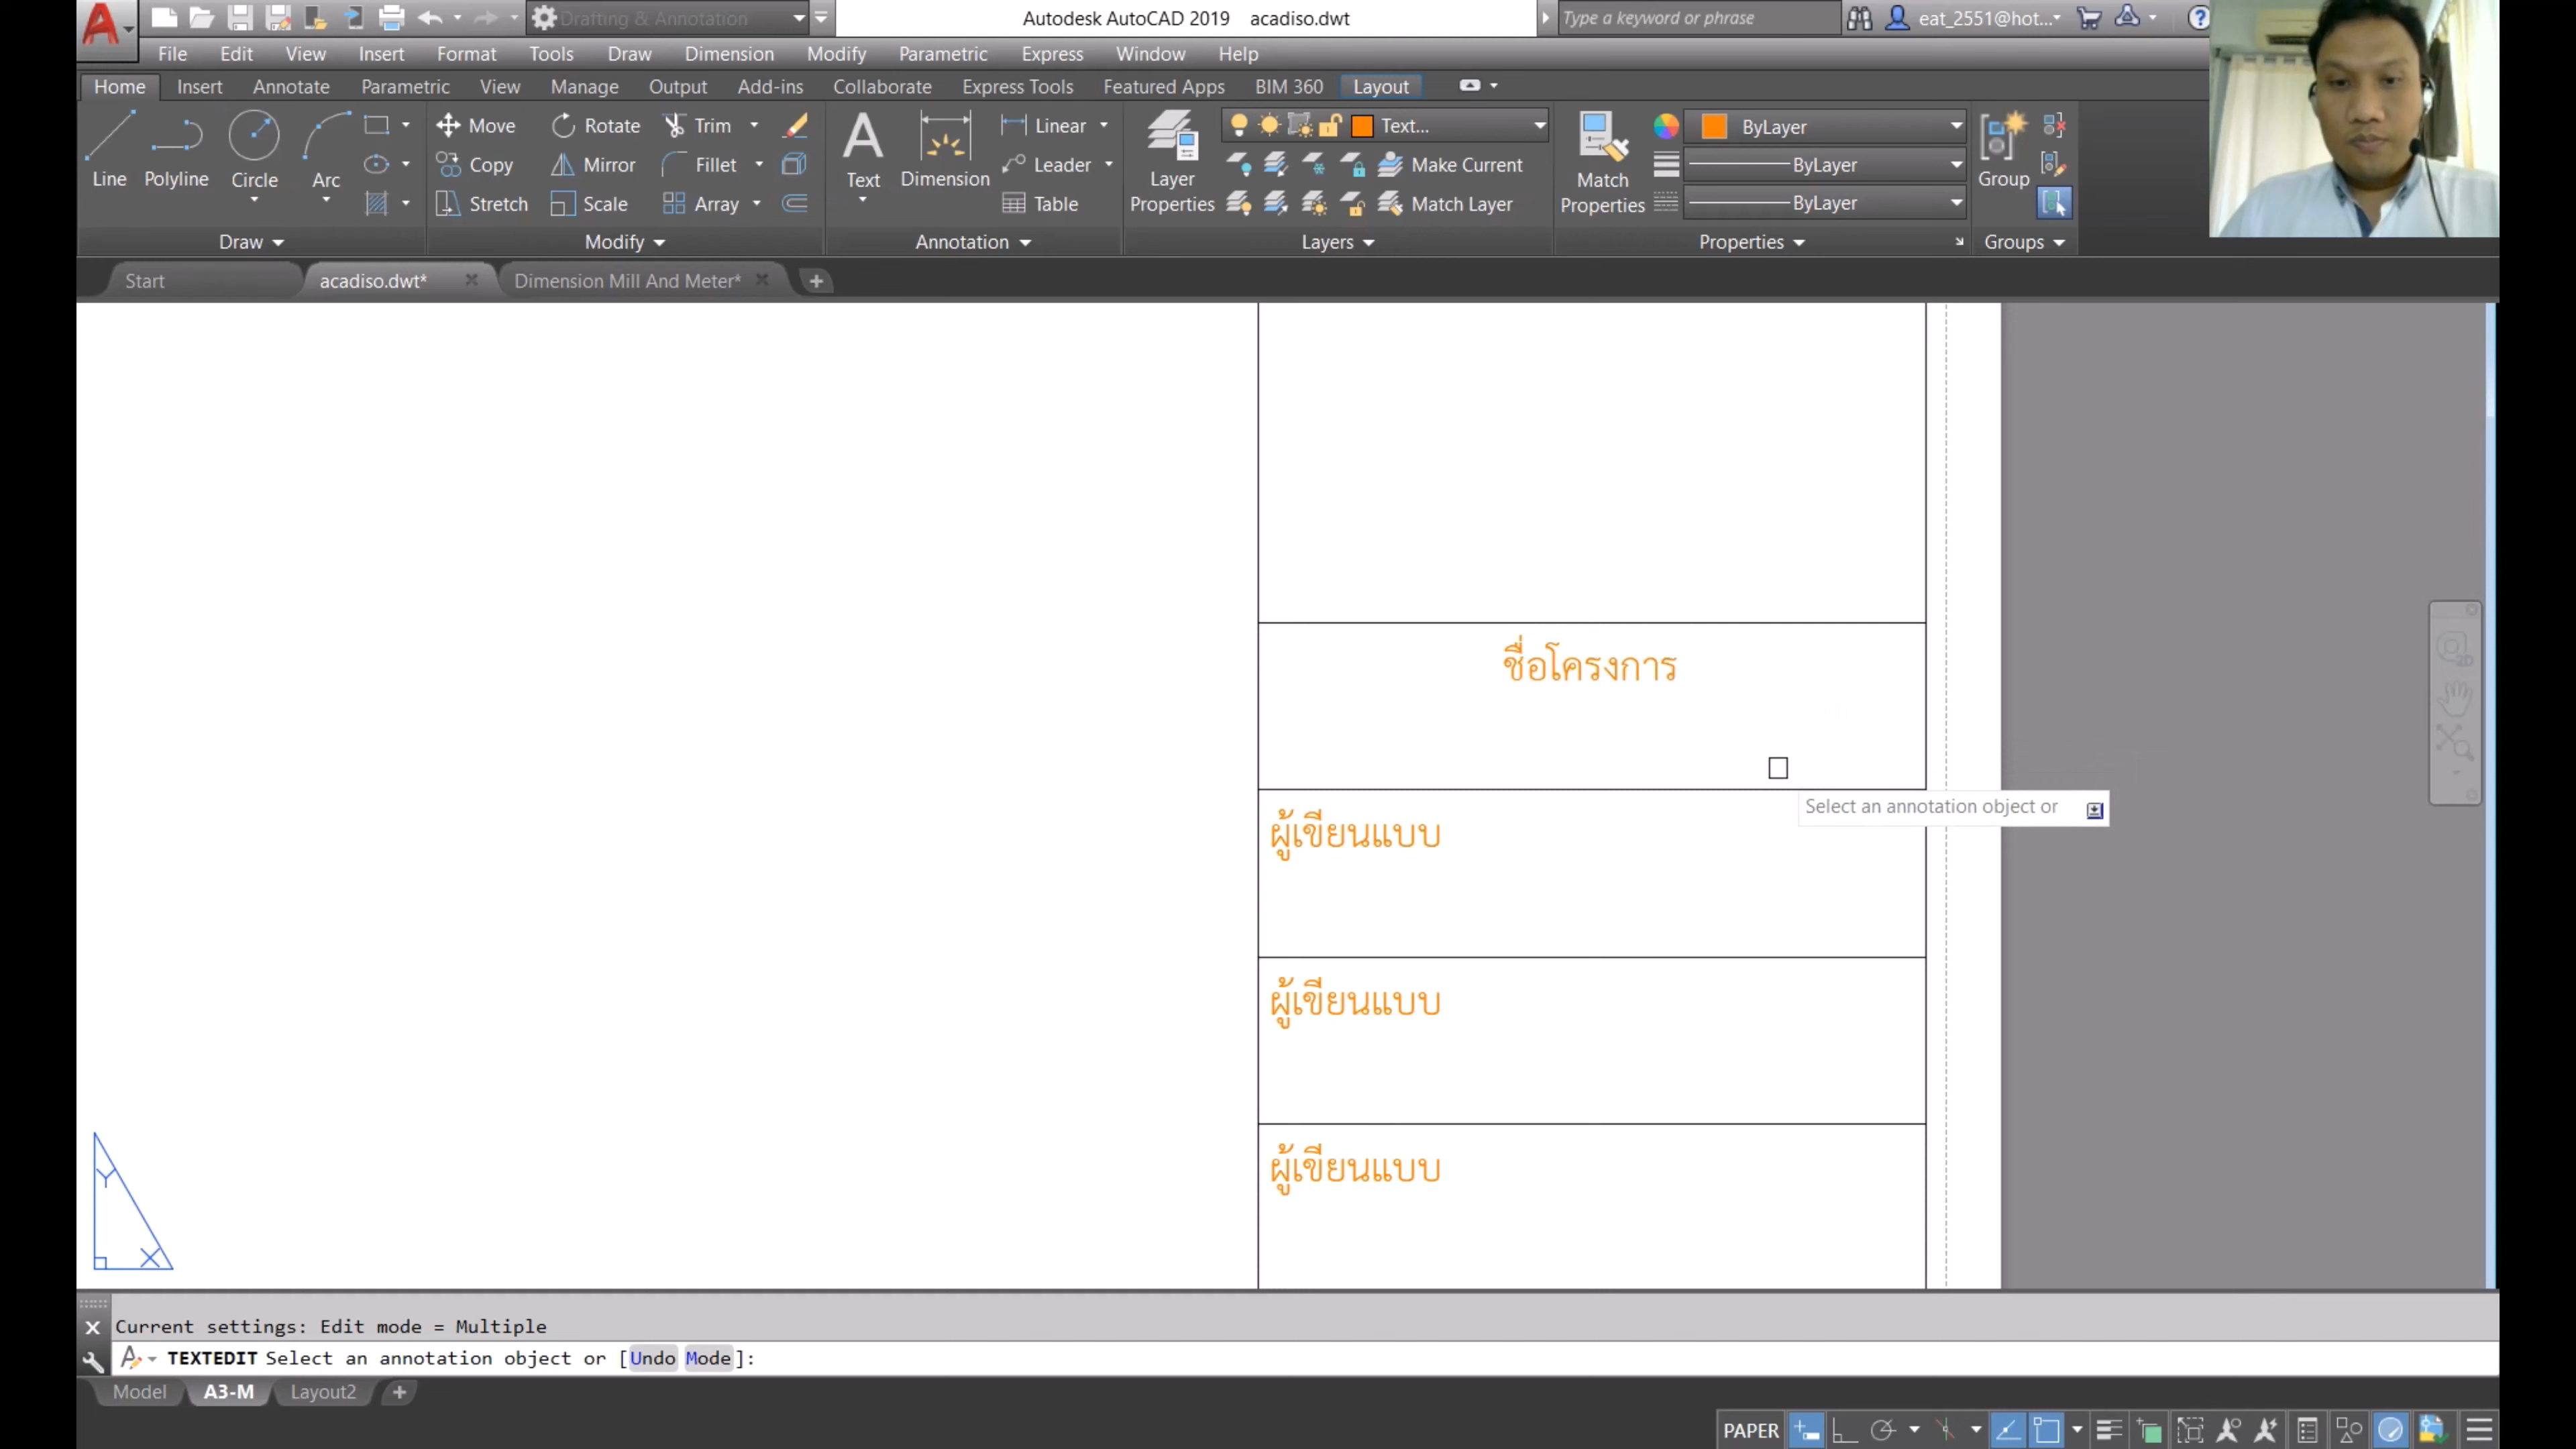 Drafting & Annotation
Autodesk AutoCAD 2019 acadiso.dwt
Type a keyword or phrase
eat_2551@hot...
File Edit View Insert Format Tools Draw Dimension Modify Parametric Express Window Help
Home Insert Annotate Parametric View Manage Output Add-ins Collaborate Express Tools Featured Apps BIM 360 Layout
Line Polyline Circle Arc
Move Rotate Trim
Copy Mirror Fillet
Stretch Scale Array
Text Dimension
Linear
Leader
Table
Layer Properties
Text...
Make Current
Match Layer
Match Properties
ByLayer
ByLayer
ByLayer
Group
Draw Modify Annotation Layers Properties Groups
Start acadiso.dwt* Dimension Mill And Meter*
ชื่อโครงการ
Select an annotation object or
ผู้เขียนแบบ
ผู้เขียนแบบ
ผู้เขียนแบบ
Y
X
Current settings: Edit mode = Multiple
TEXTEDIT Select an annotation object or [Undo Mode]:
Model A3-M Layout2
PAPER